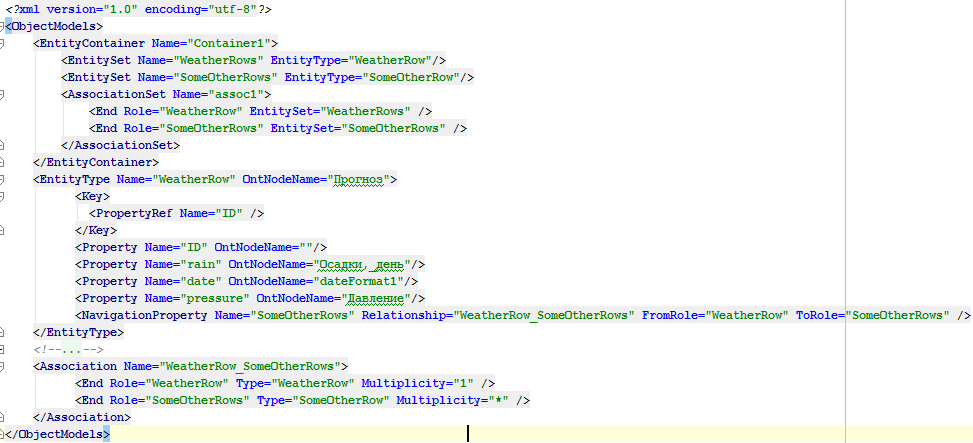 <?xml version="1.0" encoding="utf-8"?>
<ObjectModels>
<EntityContainer Name="Container1">
<EntitySet Name="WeatherRows" EntityType="WeatherRow"/>
<EntitySet Name="SomeOtherRows" EntityType="SomeOtherRow"/>
<AssociationSet Name="assoc1">
<End Role="WeatherRow" EntitySet="WeatherRows" />
<End Role="SomeOtherRows" EntitySet="SomeOtherRows" />
</AssociationSet>
</EntityContainer>
<EntityType Name="WeatherRow" OntNodeName="Прогноз">
<Key>
<PropertyRef Name="ID" />
</Key>
<Property Name="ID" OntNodeName=""/>
<Property Name="rain" OntNodeName="Осадки, день"/>
<Property Name="date" OntNodeName="dateFormat1"/>
<Property Name="pressure" OntNodeName="Давление"/>
<NavigationProperty Name="SomeOtherRows" Relationship="WeatherRow_SomeOtherRows" FromRole="WeatherRow" ToRole="SomeOtherRows" />
</EntityType>
<!--...-->
<Association Name="WeatherRow_SomeOtherRows">
<End Role="WeatherRow" Type="WeatherRow" Multiplicity="1" />
<End Role="SomeOtherRows" Type="SomeOtherRow" Multiplicity="*" />
</Association>
</ObjectModels>